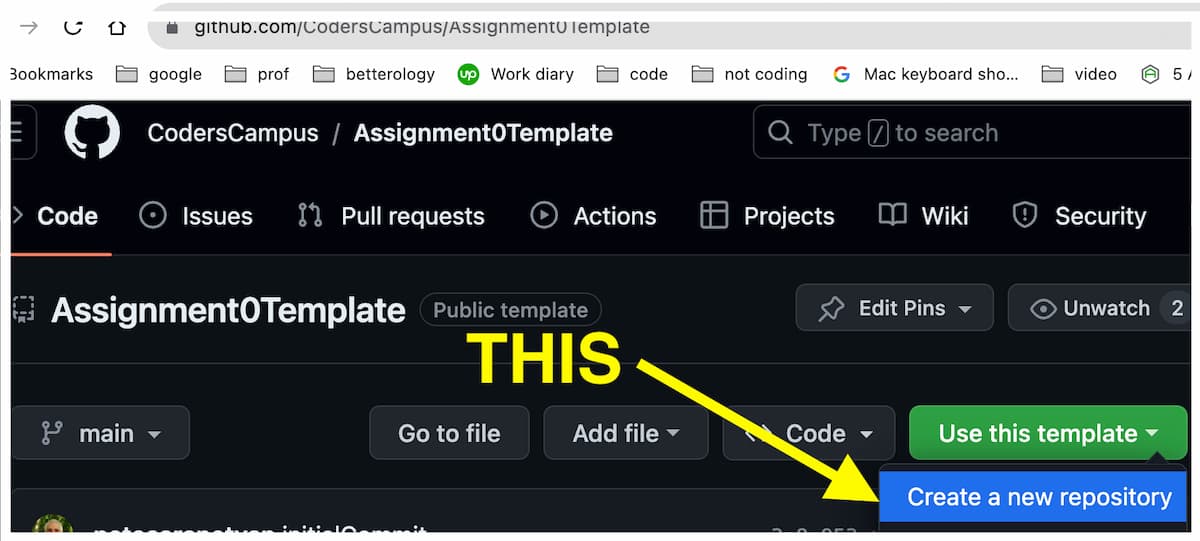 github.com/CodersCampus/Assignment0Template
Bookmarks google prof betterology up Work diary code not coding G Mac keyboard sho... video 5
CodersCampus / Assignment0Template Type / to search
Code Issues Pull requests Actions Projects Wiki Security
Assignment0Template Public template Edit Pins Unwatch 2
THIS
main Go to file Add file <> Code Use this template
Create a new repository
initialCommit